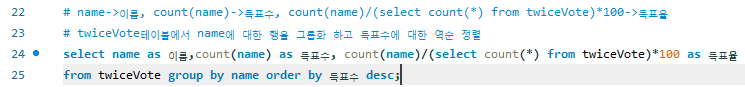 22 # name->이름, count(name)->득표수, count(name)/(select count(*) from twiceVote)*100->득표율
23 # twiceVote테이블에서 name에 대한 행을 그룹화 하고 득표수에 대한 역순 정렬
24 select name as 이름,count(name) as 득표수, count(name)/(select count(*) from twiceVote)*100 as 득표율
25 from twiceVote group by name order by 득표수 desc;